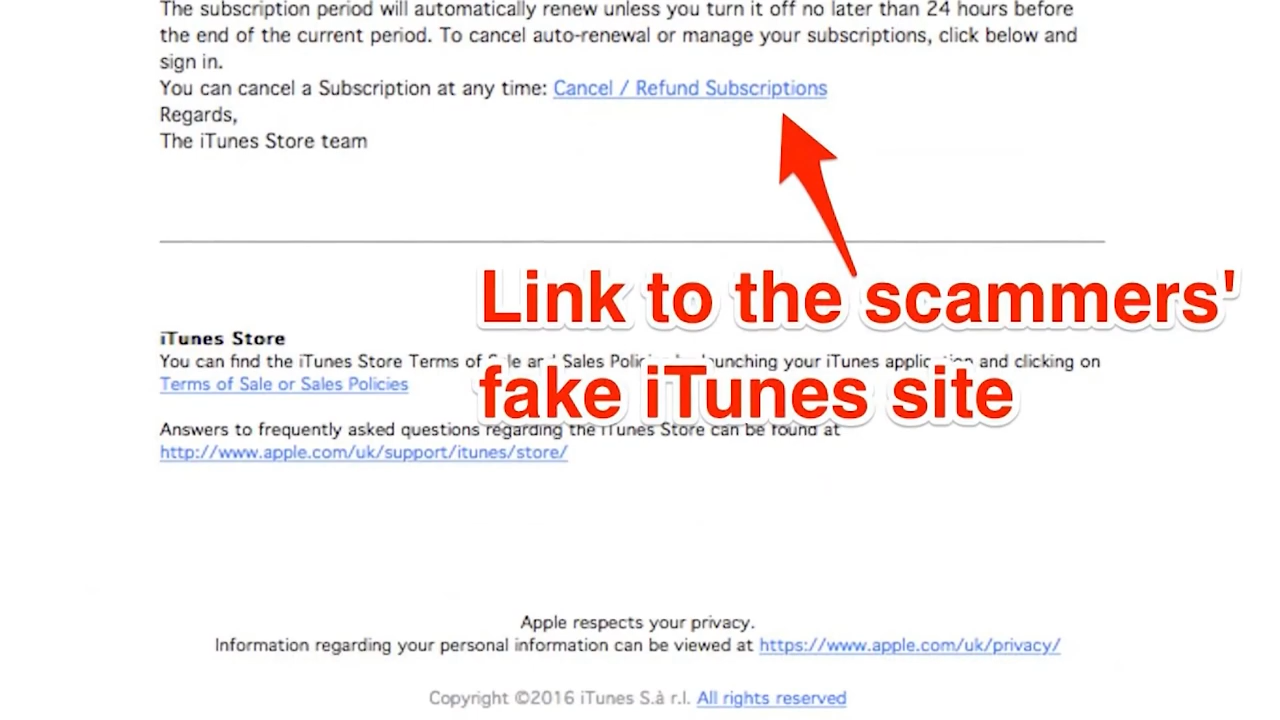 The subscription period will automatically renew unless you turn it off no later than 24 hours before
the end of the current period. To cancel auto-renewal or manage your subscriptions, click below and
sign in.
You can cancel a Subscription at any time: Cancel / Refund Subscriptions
Regards,
The iTunes Store team
Link to the scammers'
iTunes Store
You can find the iTunes Store Terms of Sale and Sales launching your iTunes and clicking on
fake iTunes site
Terms of Sale or Sales Policies
Answers to frequently asked questions regarding the iTunes Store can be found at
http://www.apple.com/uk/support/itunes/store/
Apple respects your privacy.
Information regarding your personal information can be viewed at https://www.apple.com/uk/privacy/
Copyright ©2016 iTunes S.à r.l. All rights reserved